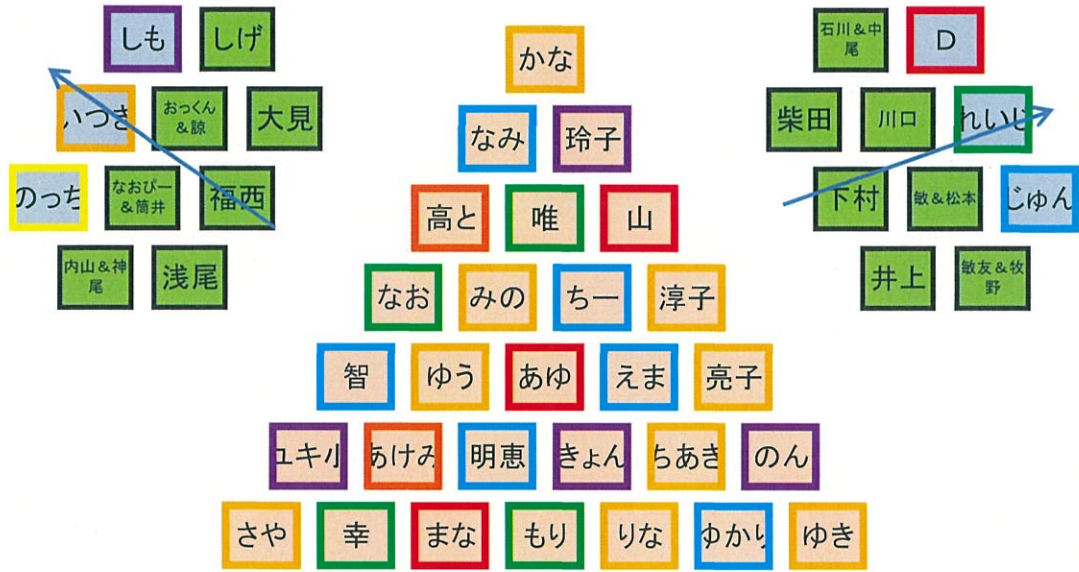 しも しげ
いつき おっくん&諒 大見
のっち なおぴー&筒井 福西
内山&神尾 浅尾
かな
なみ 玲子
高と 唯 山
なお みの ちー 淳子
智 ゆう あゆ えま 亮子
ユキ小 あけみ 明恵 きょん ちあき のん
さや 幸 まな もり りな ゆかり ゆき
石川&中尾 D
柴田 川口 れいじ
下村 敏&松本 じゅん
井上 敏友&牧野